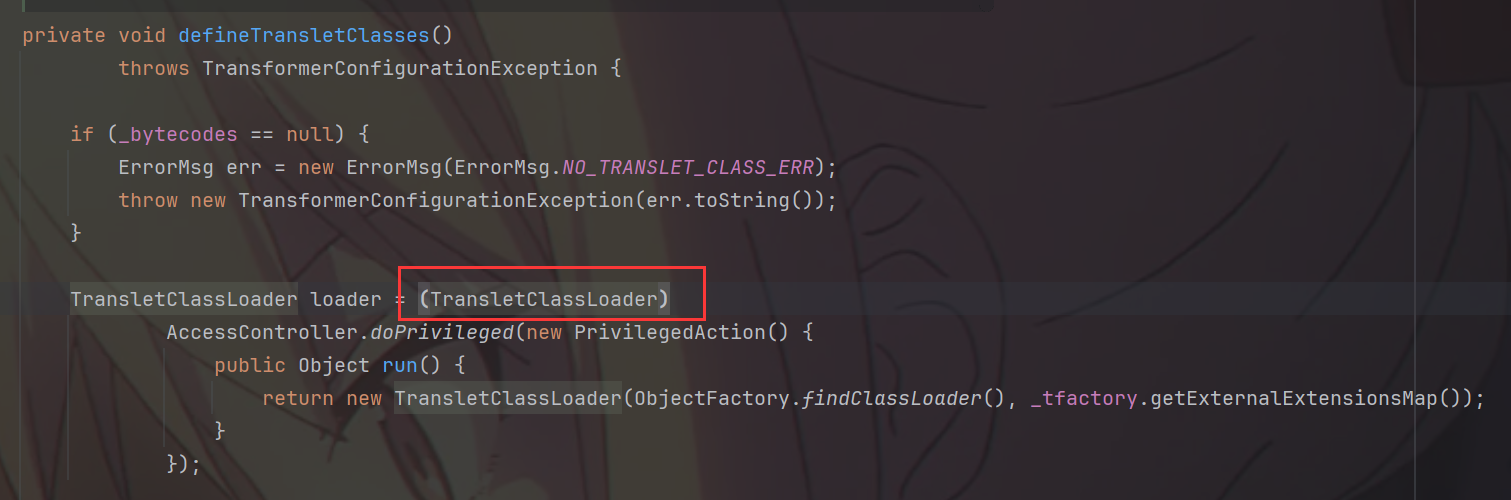 private void defineTransletClasses()
throws TransformerConfigurationException {
if (_bytecodes == null) {
ErrorMsg err = new ErrorMsg(ErrorMsg.NO_TRANSLET_CLASS_ERR);
throw new TransformerConfigurationException(err.toString());
}
TransletClassLoader loader = (TransletClassLoader)
AccessController.doPrivileged(new PrivilegedAction() {
public Object run() {
return new TransletClassLoader(ObjectFactory.findClassLoader(), _tfactory.getExternalExtensionsMap());
}
});